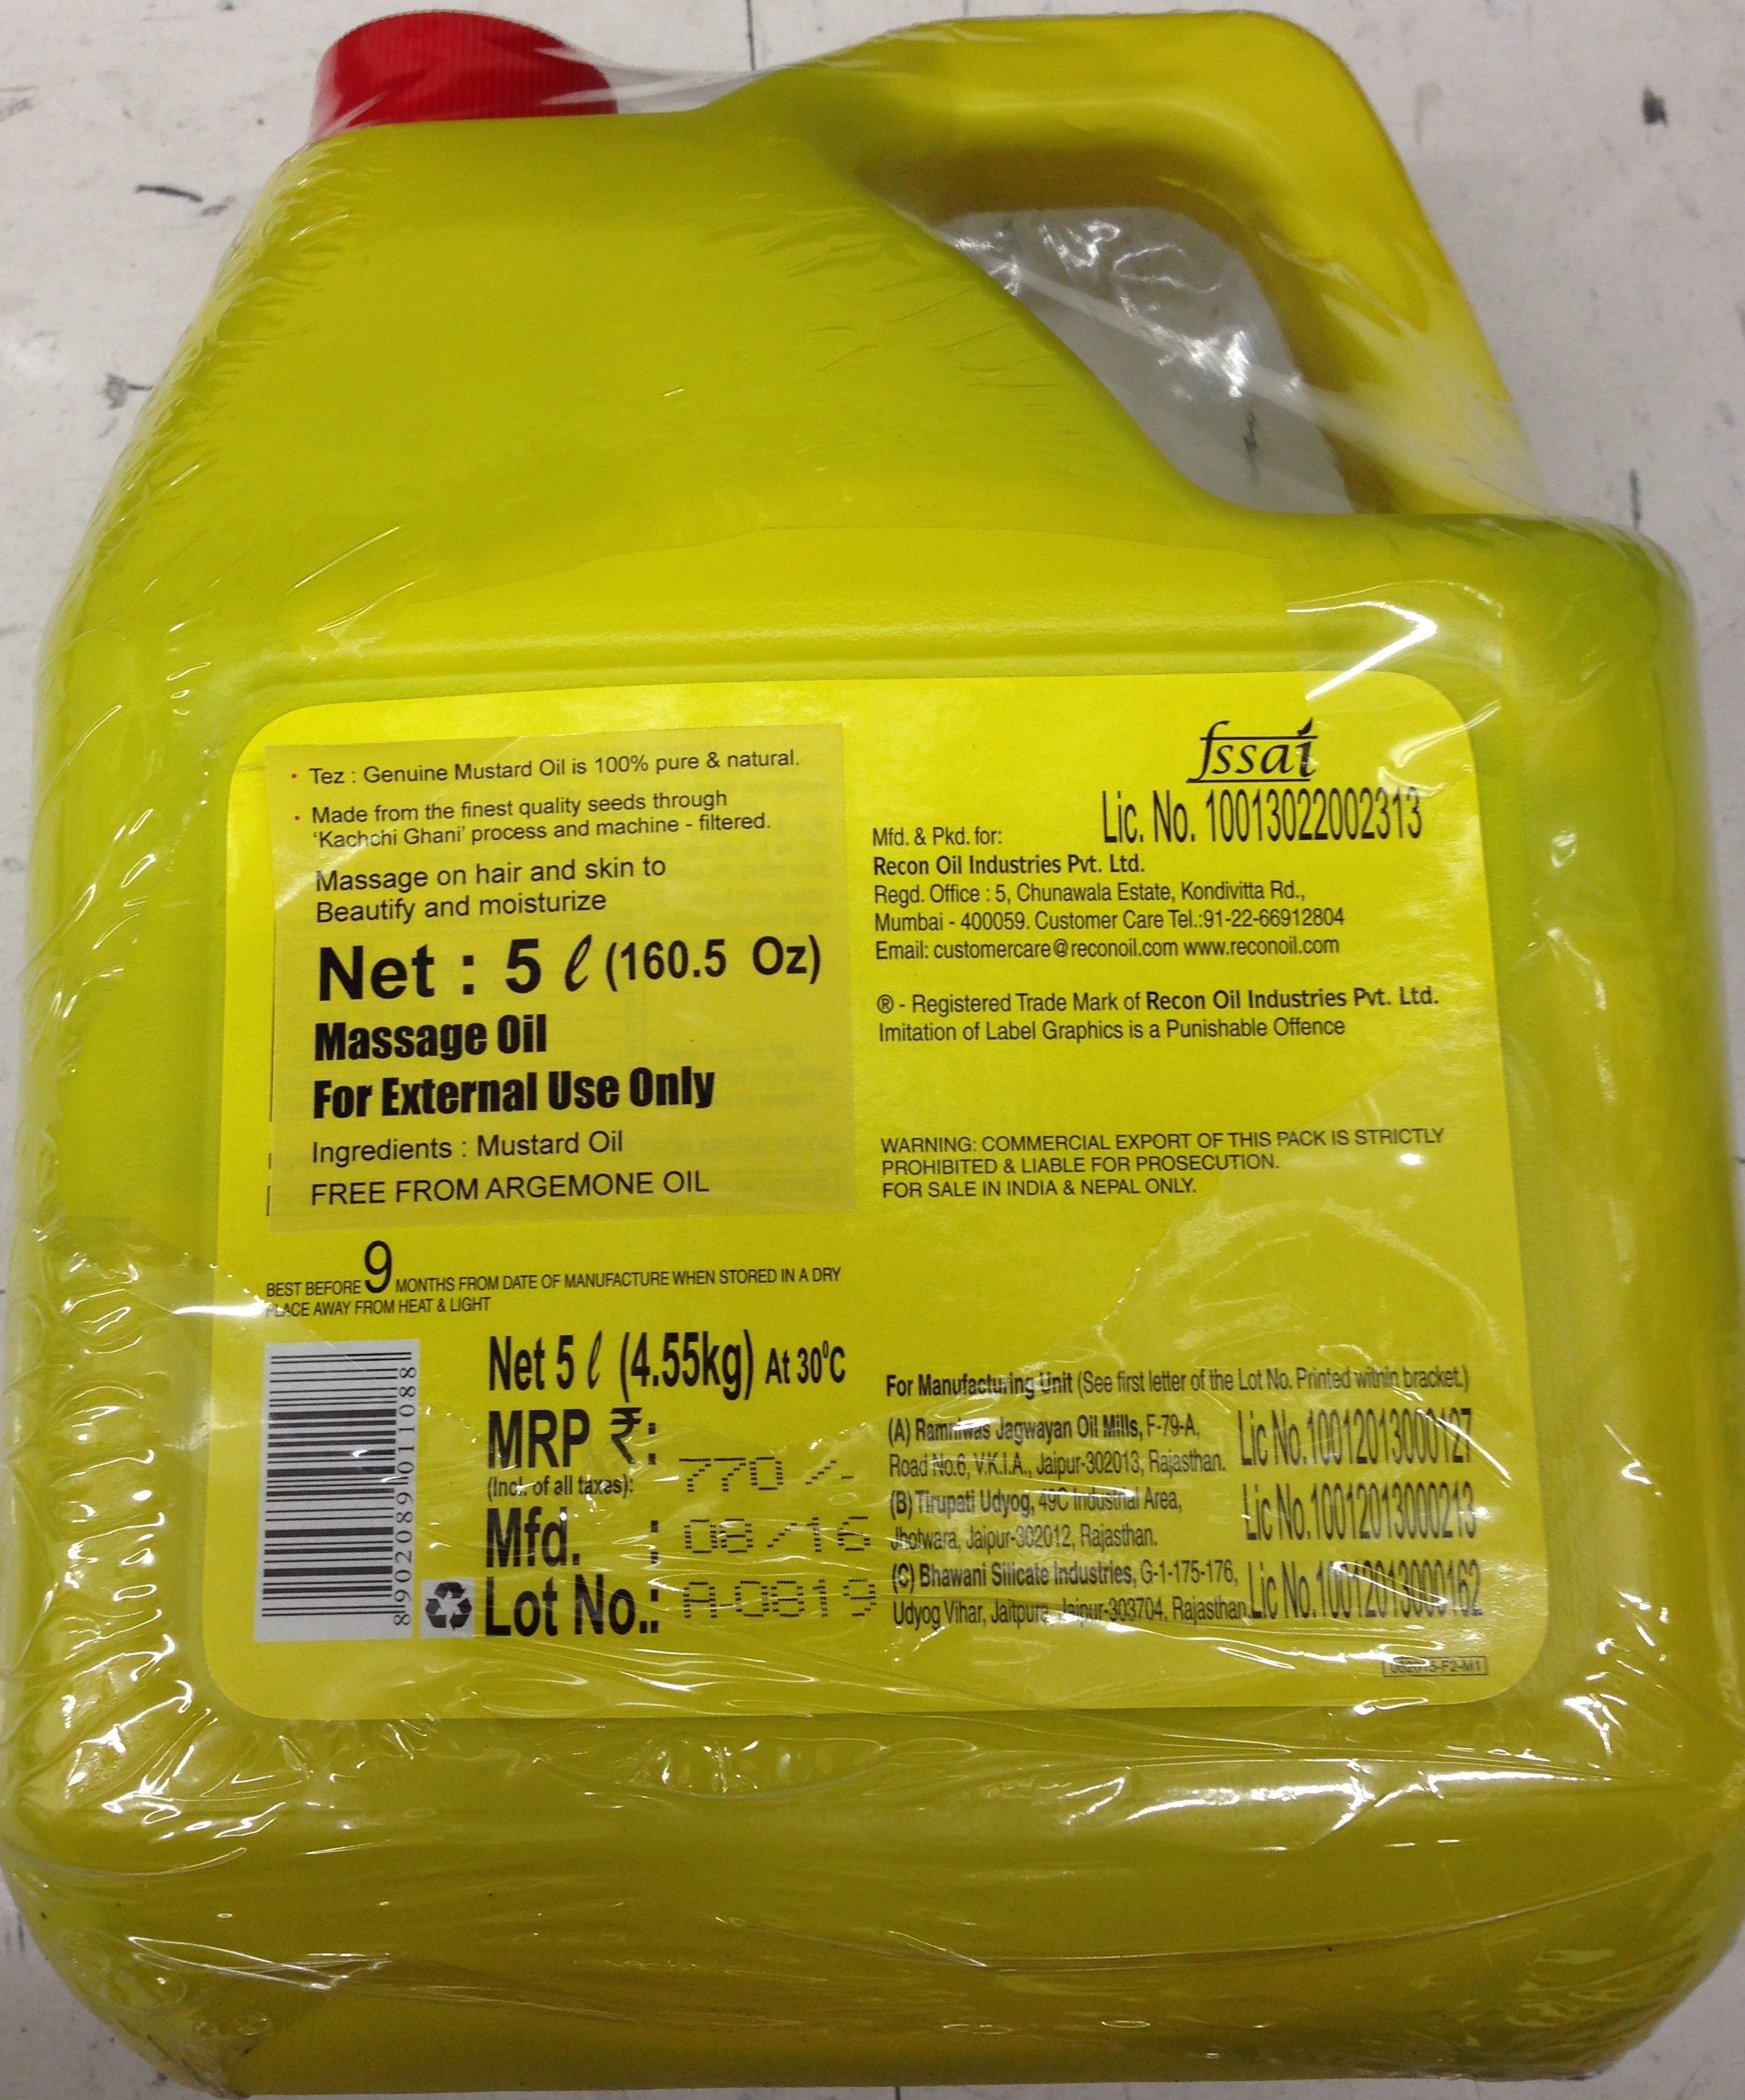 • Tez : Genuine Mustard Oil is 100% pure & natural.
• Made from the finest quality seeds through
'Kachchi Ghani' process and machine - filtered.
Massage on hair and skin to
Beautify and moisturize
Net : 5 ℓ (160.5 Oz)
Massage Oil
For External Use Only
Ingredients : Mustard Oil
FREE FROM ARGEMONE OIL
BEST BEFORE 9 MONTHS FROM DATE OF MANUFACTURE WHEN STORED IN A DRY
PLACE AWAY FROM HEAT & LIGHT
8902089011088
Net 5 ℓ (4.55kg) At 30°C
MRP ₹: 770/-
(Incl. of all taxes):
Mfd. : 08/16
Lot No.: A-0819
fssai
Lic. No. 10013022002313
Mfd. & Pkd. for:
Recon Oil Industries Pvt. Ltd.
Regd. Office : 5, Chunawala Estate, Kondivitta Rd.,
Mumbai - 400059. Customer Care Tel.:91-22-66912804
Email: customercare@reconoil.com www.reconoil.com
® - Registered Trade Mark of Recon Oil Industries Pvt. Ltd.
Imitation of Label Graphics is a Punishable Offence
WARNING: COMMERCIAL EXPORT OF THIS PACK IS STRICTLY
PROHIBITED & LIABLE FOR PROSECUTION.
FOR SALE IN INDIA & NEPAL ONLY.
For Manufacturing Unit (See first letter of the Lot No. Printed within bracket.)
(A) Ramniwas Jagwayan Oil Mills, F-79-A,
Road No.6, V.K.I.A., Jaipur-302013, Rajasthan. Lic No.10012013000127
(B) Tirupati Udyog, 49C Industrial Area,
Jhotwara, Jaipur-302012, Rajasthan. Lic No.10012013000213
(C) Bhawani Silicate Industries, G-1-175-176,
Udyog Vihar, Jaitpura, Jaipur-303704, Rajasthan. Lic No.10012013000162
062015-F2-M1